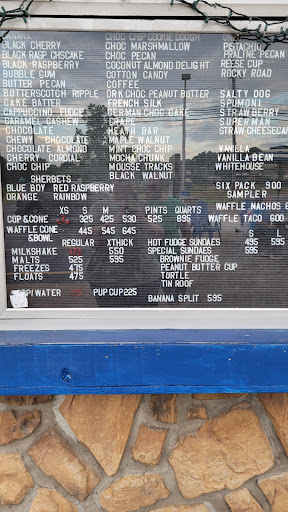 BANANA
BLACK CHERRY
BLACK RASP CHSCAKE
BLACK RASPBERRY
BUBBLE GUM
BUTTER PECAN
BUTTERSCOTCH RIPPLE
CAKE BATTER
CAPPUCCINO FUDGE
CARAMEL CASHEW
CHOCOLATE
CHEWY CHOCOLATE
CHOCOLATE ALMOND
CHERRY CORDIAL
CHOC CHIP
SHERBETS
BLUE BOY RED RASPBERRY
ORANGE RAINBOW
CHOC CHIP COOKIE DOUGH
CHOC MARSHMALLOW
CHOC PECAN
COCONUT ALMOND DELIGHT
COTTON CANDY
COFFEE
DRK CHOC PEANUT BUTTER
FRENCH SILK
GERMAN CHOC CAKE
GRAPE
HEATH BAR
MAPLE WALNUT
MINT CHOC CHIP
MOCHA CHUNK
MOOSE TRACKS
BLACK WALNUT
PISTACHIO
PRALINE PECAN
REESE CUP
ROCKY ROAD
SALTY DOG
SPUMONI
STRAWBERRY
SUPERMAN
STRAW CHEESECAKE
VANILLA
VANILLA BEAN
WHITEHOUSE
SIX PACK 900
SAMPLER
WAFFLE NACHOS
WAFFLE TACO 600
XS S M L PINTS QUARTS
CUP & CONE 325 425 530 525 895
WAFFLE CONE 445 545 645
& BOWL
REGULAR XTHICK
MILKSHAKE 595
MALTS 525 595
FREEZES 475
FLOATS 475
S L
HOT FUDGE SUNDAES 495 595
SPECIAL SUNDAES 595
BROWNIE FUDGE
PEANUT BUTTER CUP
TURTLE
TIN ROOF
POP/WATER PUP CUP 225
BANANA SPLIT 595